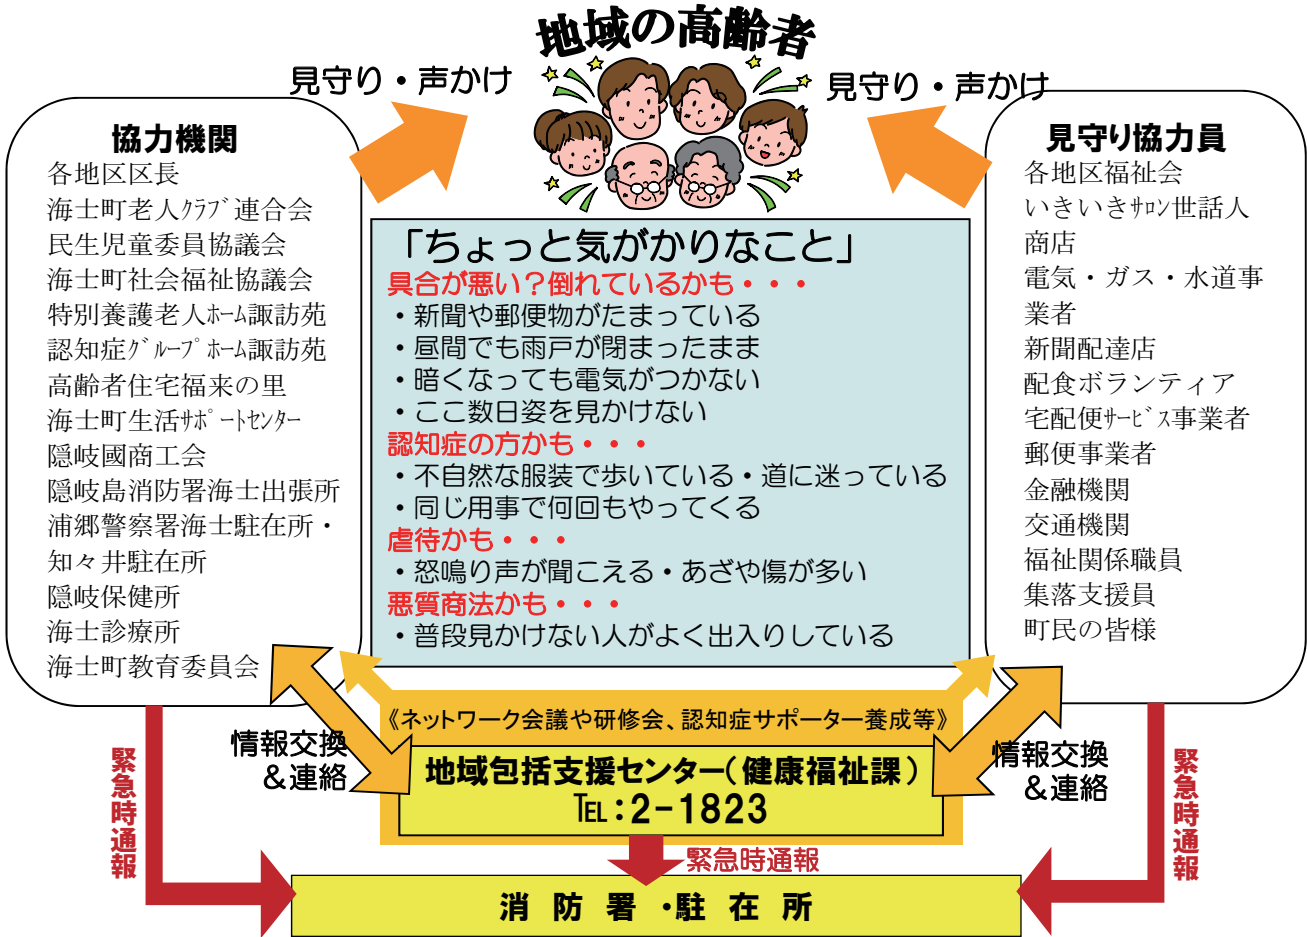 地域の高齢者
見守り・声かけ
見守り・声かけ
協力機関
各地区区長
海士町老人ｸﾗﾌﾞ連合会
民生児童委員協議会
海士町社会福祉協議会
特別養護老人ﾎｰﾑ諏訪苑
認知症ｸﾞﾙｰﾌﾟﾎｰﾑ諏訪苑
高齢者住宅福来の里
海士町生活ｻﾎﾟｰﾄｾﾝﾀｰ
隠岐國商工会
隠岐島消防署海士出張所
浦郷警察署海士駐在所・
知々井駐在所
隠岐保健所
海士診療所
海士町教育委員会
「ちょっと気がかりなこと」
具合が悪い？倒れているかも・・・
・新聞や郵便物がたまっている
・昼間でも雨戸が閉まったまま
・暗くなっても電気がつかない
・ここ数日姿を見かけない
認知症の方かも・・・
・不自然な服装で歩いている・道に迷っている
・同じ用事で何回もやってくる
虐待かも・・・
・怒鳴り声が聞こえる・あざや傷が多い
悪質商法かも・・・
・普段見かけない人がよく出入りしている
見守り協力員
各地区福祉会
いきいきｻﾛﾝ世話人
商店
電気・ガス・水道事
業者
新聞配達店
配食ボランティア
宅配便ｻｰﾋﾞｽ事業者
郵便事業者
金融機関
交通機関
福祉関係職員
集落支援員
町民の皆様
《ネットワーク会議や研修会、認知症サポーター養成等》
情報交換
＆連絡
地域包括支援センター（健康福祉課）
TEL：2-1823
情報交換
＆連絡
緊急時通報
緊急時通報
緊急時通報
消防署・駐在所